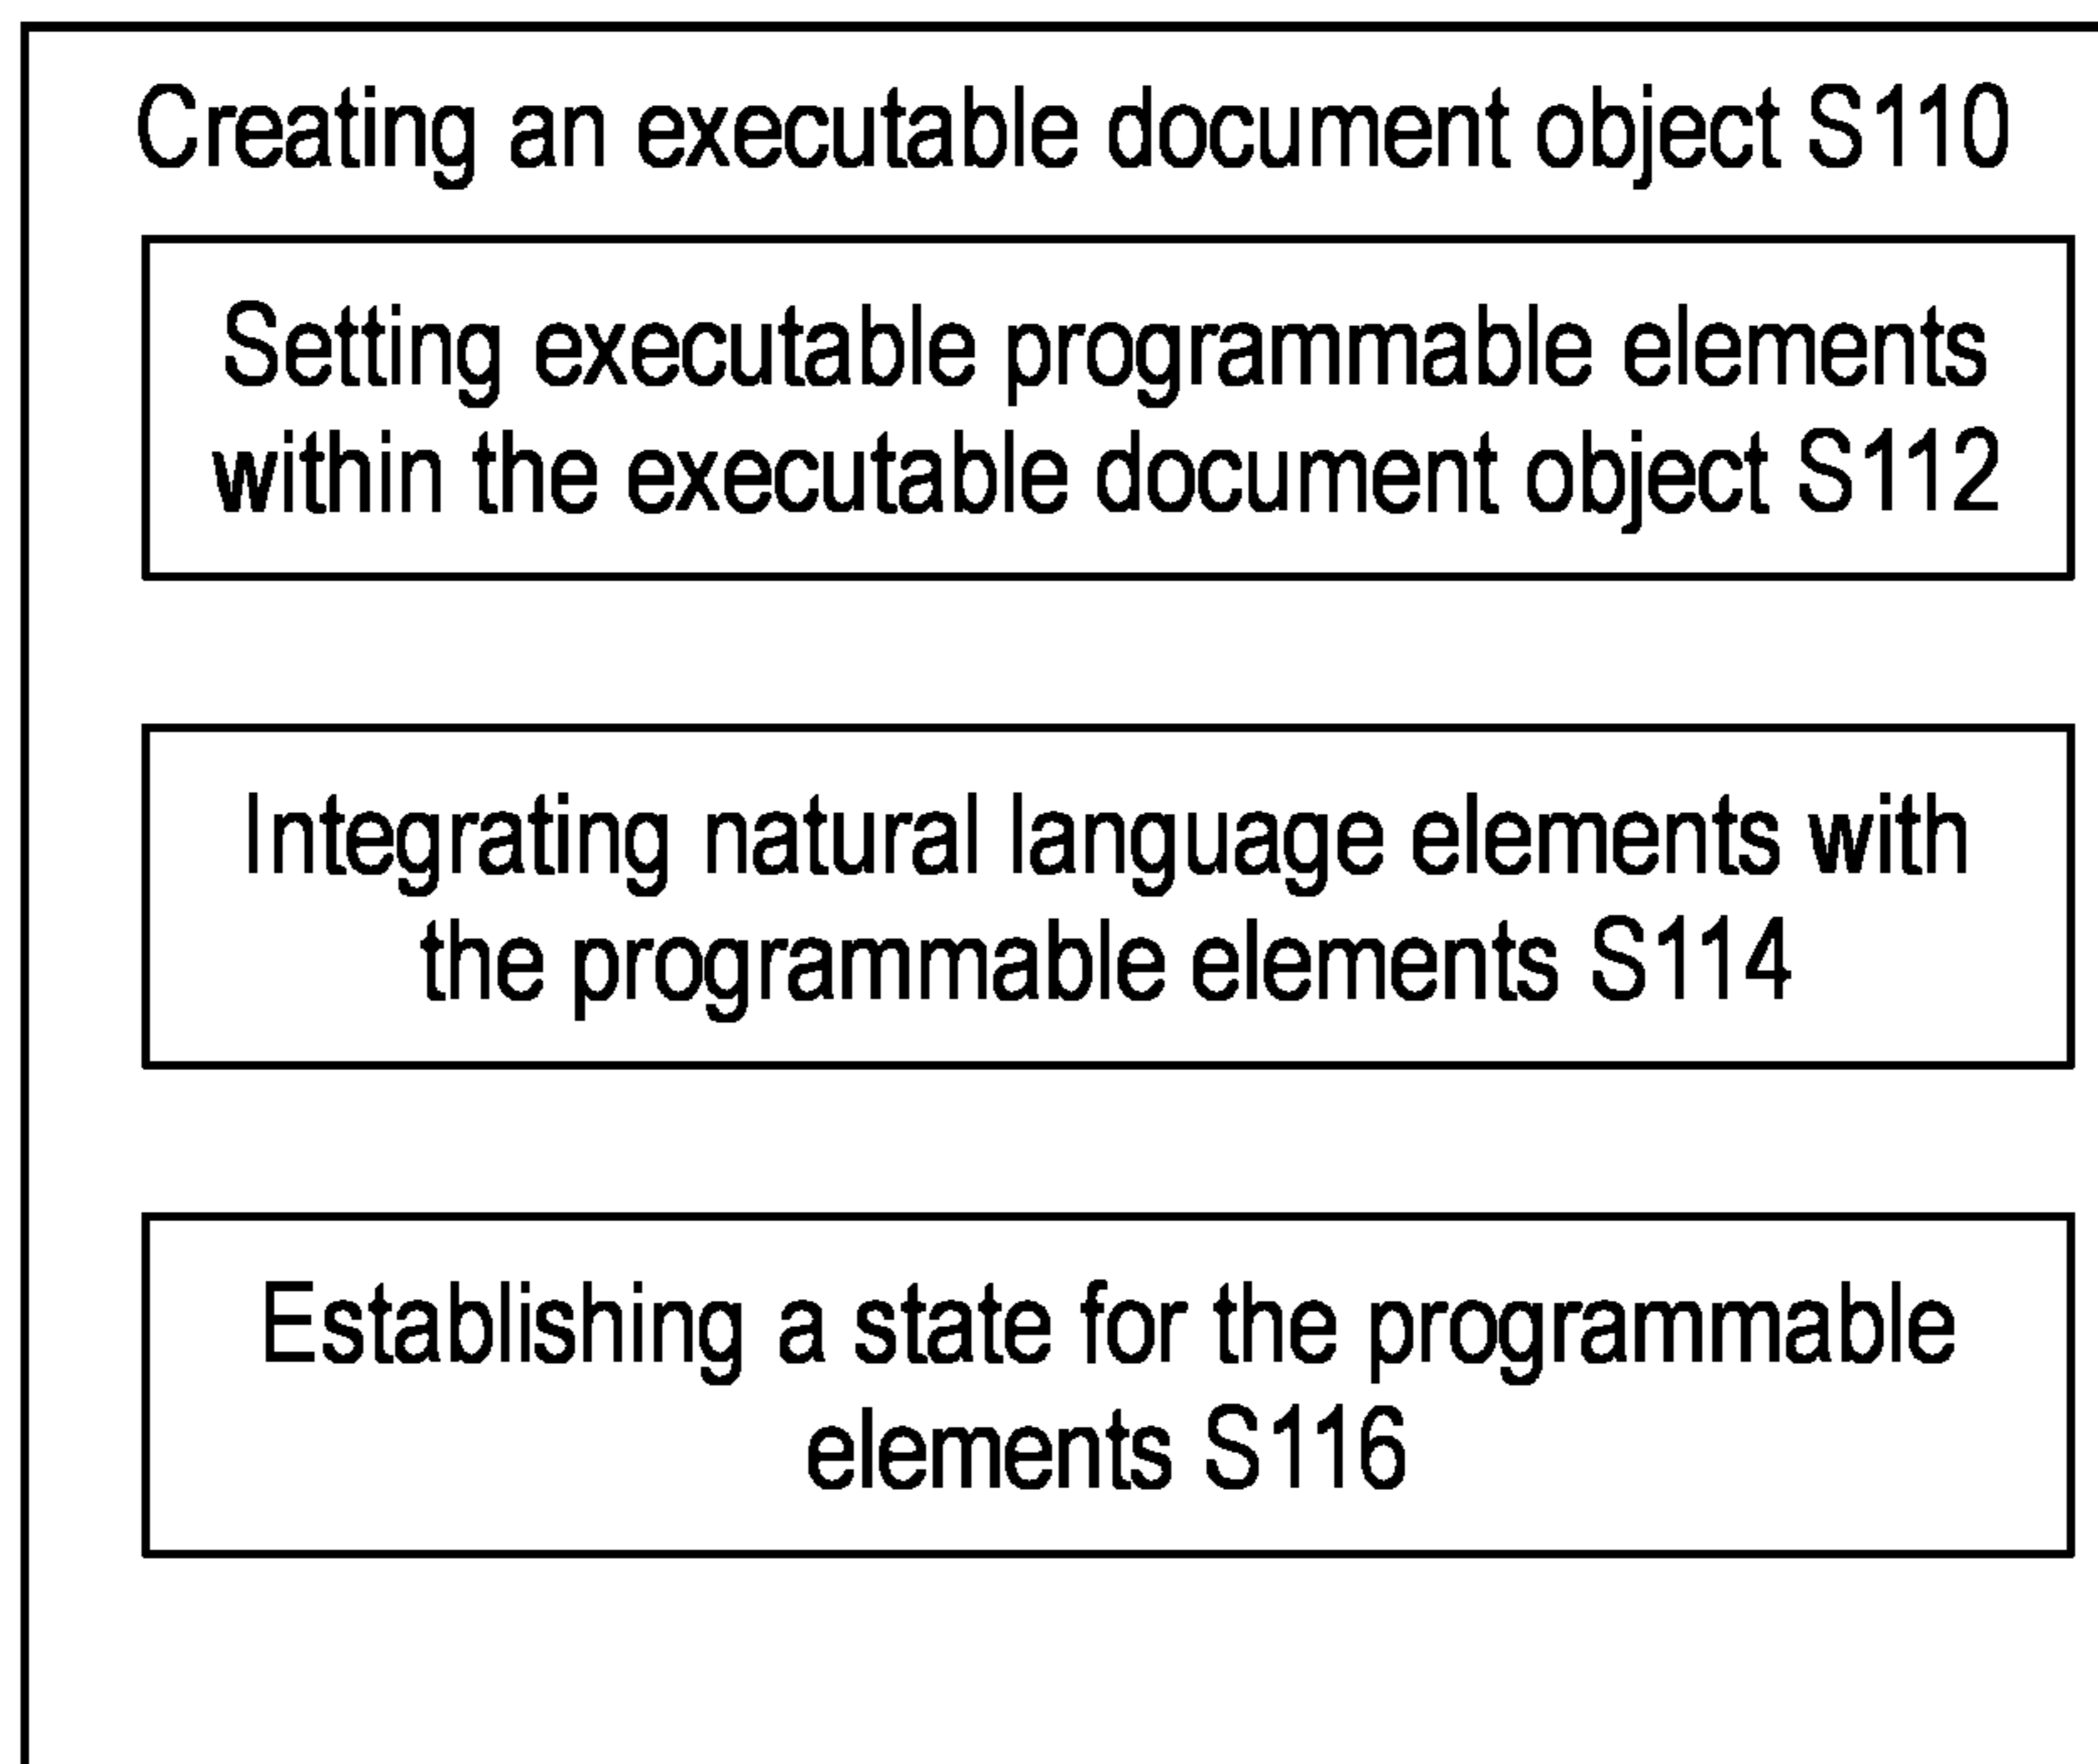 Creating an executable document object S110
Setting executable programmable elements
within the executable document object S112
Integrating natural language elements with
the programmable elements S114
Establishing a state for the programmable
elements S116